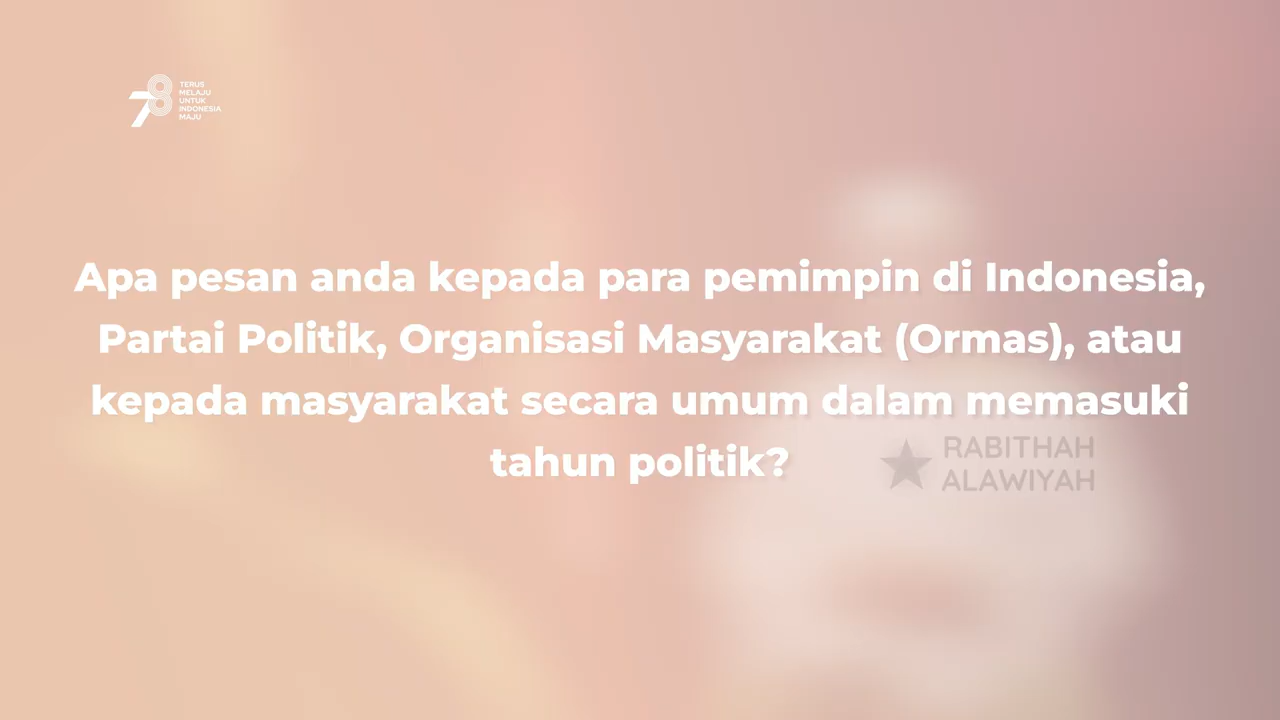 78
TERUS
MELAJU
UNTUK
INDONESIA
MAJU
Apa pesan anda kepada para pemimpin di Indonesia,
Partai Politik, Organisasi Masyarakat (Ormas), atau
kepada masyarakat secara umum dalam memasuki
tahun politik?
RABITHAH
ALAWIYAH